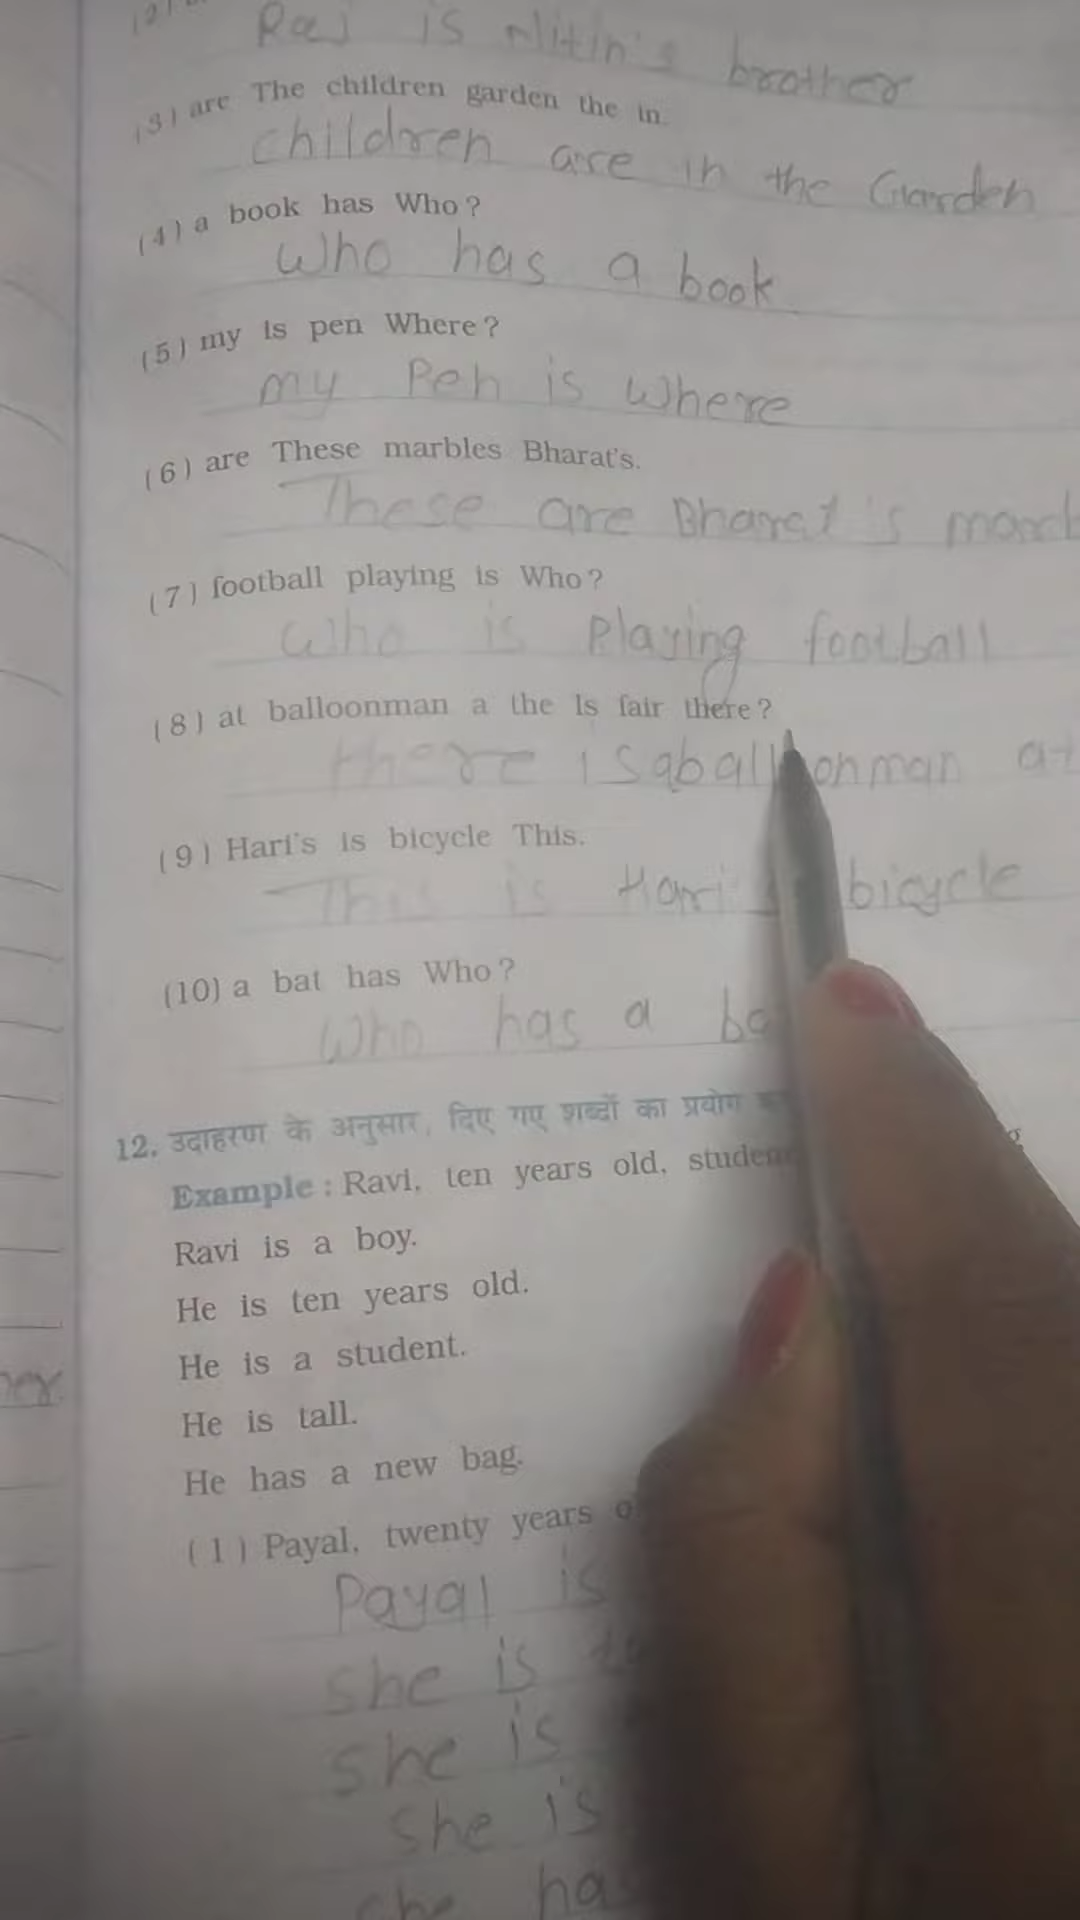 Raj is Nitin's brother
(3) are The children garden the in.
children are in the Garden
(4) a book has Who?
Who has a book
(5) my is pen Where?
my Pen is Where
(6) are These marbles Bharat's.
These are Bharat's
(7) football playing is Who?
Who is Playing football
(8) at balloonman a the Is fair there?
there is a man at
(9) Hari's is bicycle This.
This is Hari bicycle
(10) a bat has Who?
Who has a
12. उदाहरण के अनुसार, दिए गए शब्दों का प्रयोग
Example : Ravi, ten years old,
Ravi is a boy.
He is ten years old.
He is a student.
He is tall.
He has a new bag.
(1) Payal, twenty years
Payal is
she is
she is
she is